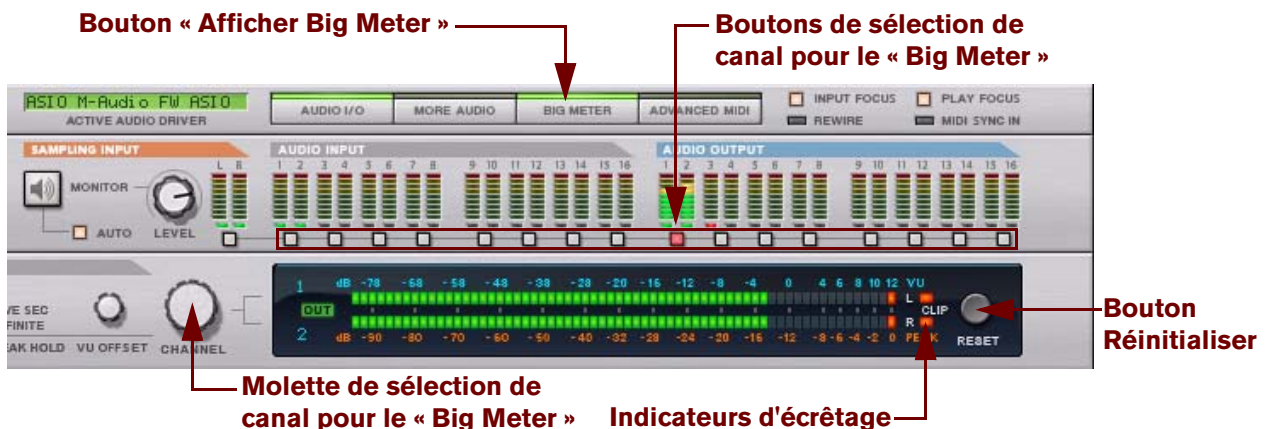 Bouton « Afficher Big Meter »
Boutons de sélection de
canal pour le « Big Meter »
ASIO M-Audio FW ASIO
ACTIVE AUDIO DRIVER
AUDIO I/O
MORE AUDIO
BIG METER
ADVANCED MIDI
INPUT FOCUS
PLAY FOCUS
REWIRE
MIDI SYNC IN
SAMPLING INPUT
AUDIO INPUT
AUDIO OUTPUT
L R
1 2 3 4 5 6 7 8 9 10 11 12 13 14 15 16
1 2 3 4 5 6 7 8 9 10 11 12 13 14 15 16
MONITOR
AUTO
LEVEL
1 dB -78 -68 -58 -48 -38 -28 -20 -16 -12 -8 -4 0 4 6 8 10 12 VU
OUT
L
CLIP
R
2 dB -90 -80 -70 -60 -50 -40 -32 -28 -24 -20 -16 -12 -8 -6 -4 -2 0 PEAK
RESET
VE SEC
FINITE
EAK HOLD
VU OFFSET
CHANNEL
Bouton
Réinitialiser
Molette de sélection de
canal pour le « Big Meter »
Indicateurs d'écrêtage